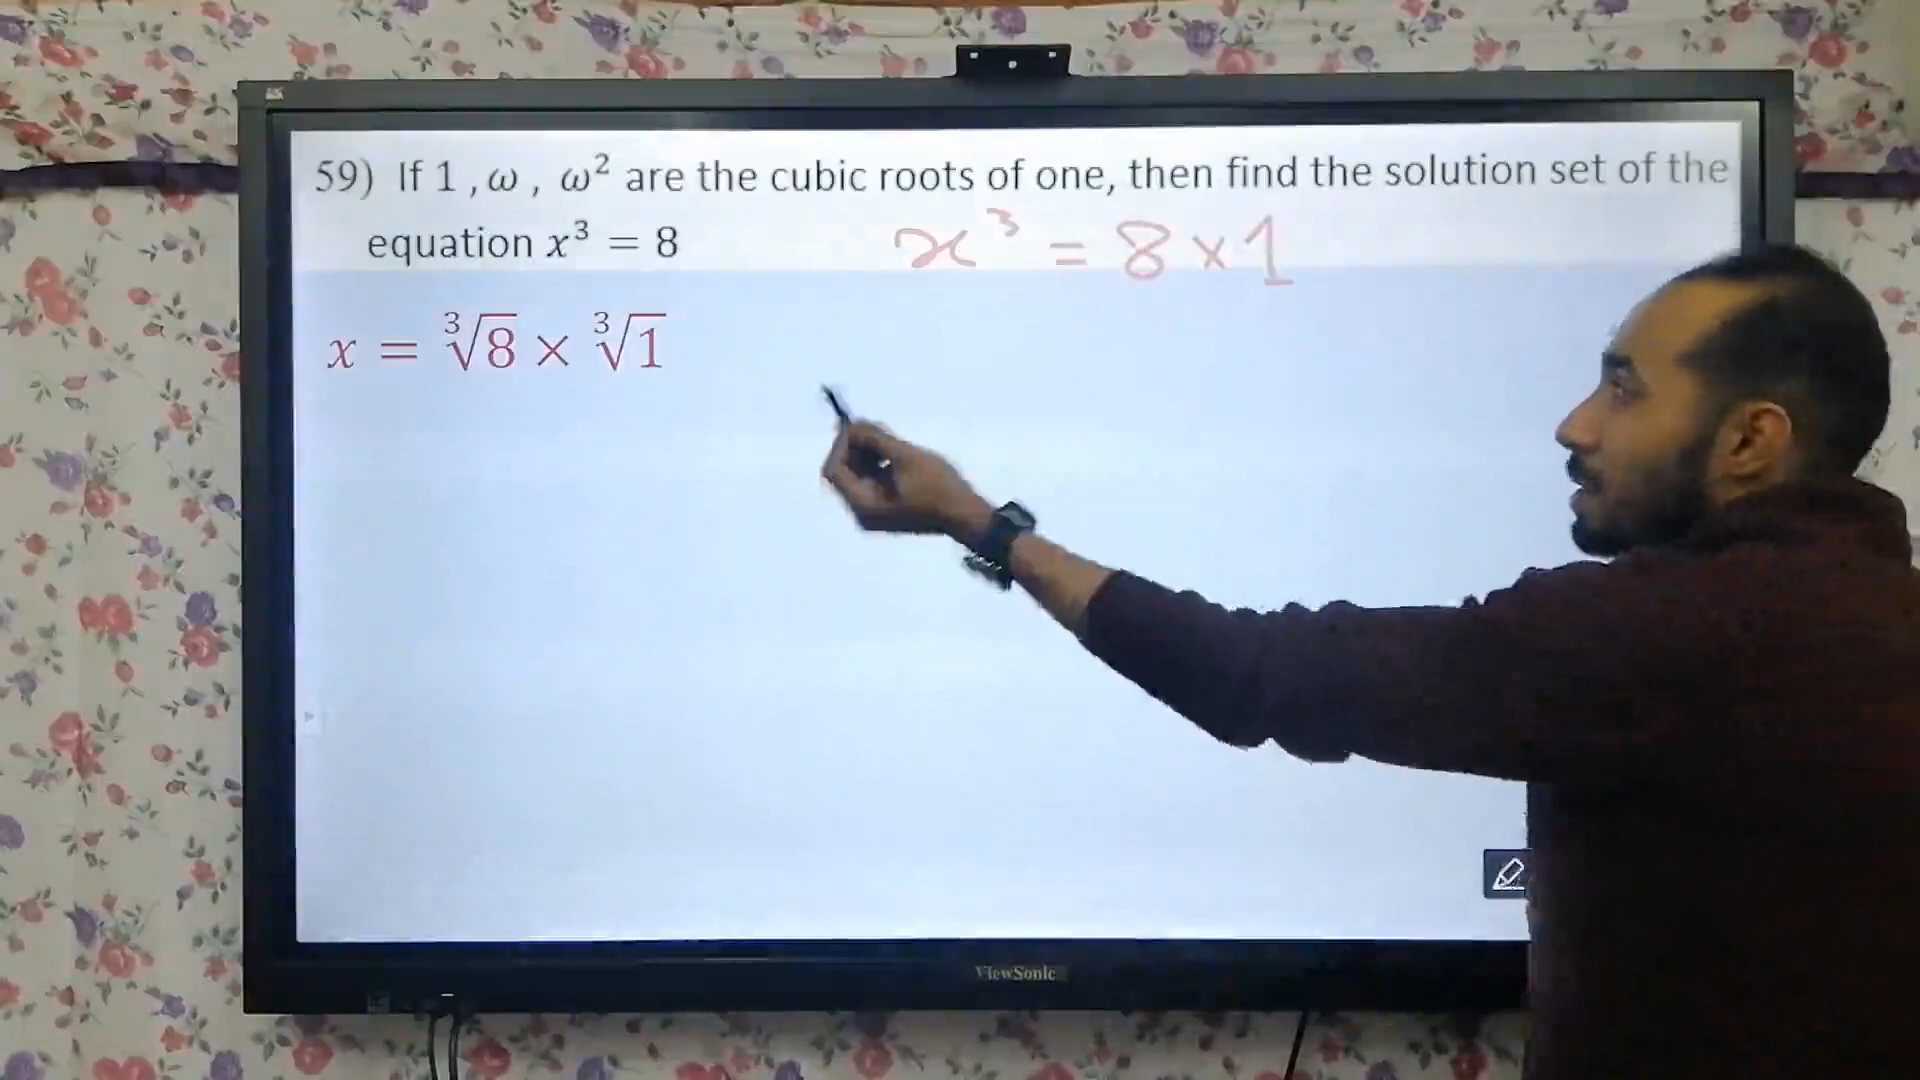 59) If 1 , ω , ω² are the cubic roots of one, then find the solution set of the
equation x³ = 8
x³ = 8 × 1
x = ∛8 × ∛1
ViewSonic